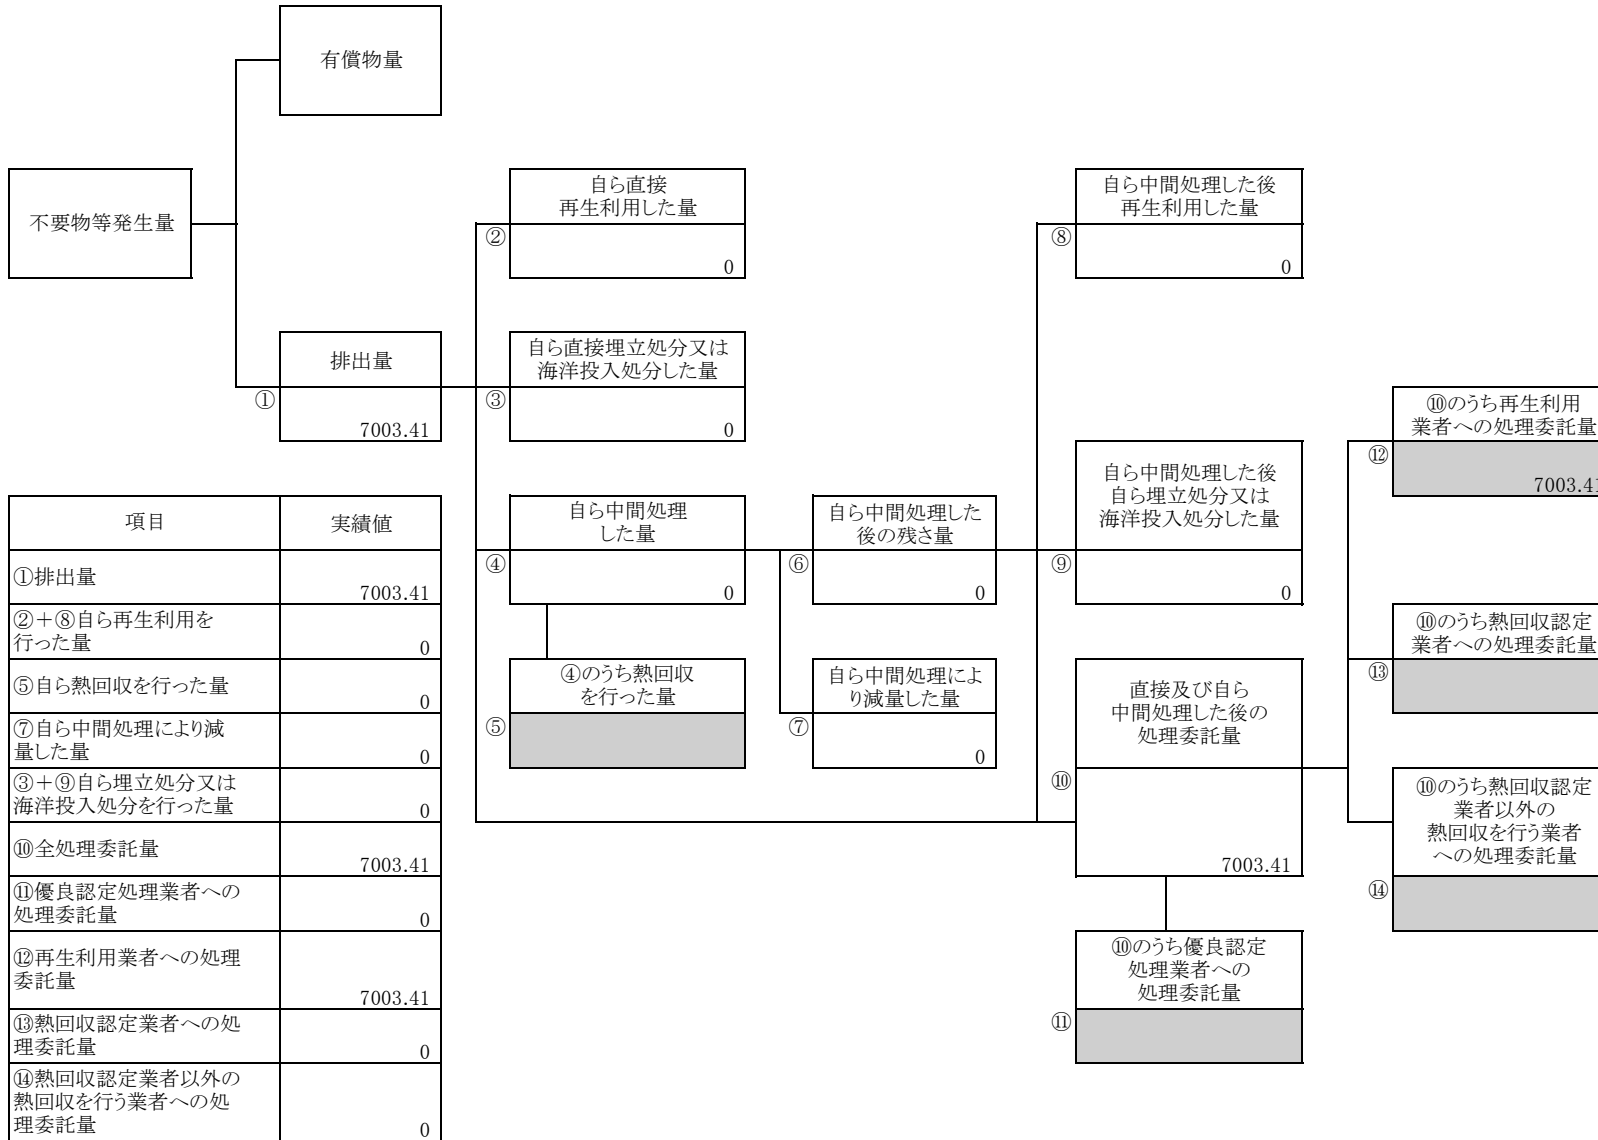 有償物量
不要物等発生量
自ら直接
再生利用した量
②
0
自ら中間処理した後
再生利用した量
⑧
0
排出量
①
7003.41
自ら直接埋立処分又は
海洋投入処分した量
③
0
⑩のうち再生利用
業者への処理委託量
⑫
7003.41
自ら中間処理
した量
④
0
自ら中間処理した
後の残さ量
⑥
0
自ら中間処理した後
自ら埋立処分又は
海洋投入処分した量
⑨
0
⑩のうち熱回収認定
業者への処理委託量
⑬
④のうち熱回収
を行った量
⑤
自ら中間処理によ
り減量した量
⑦
0
直接及び自ら
中間処理した後の
処理委託量
⑩
7003.41
⑩のうち熱回収認定
業者以外の
熱回収を行う業者
への処理委託量
⑭
⑩のうち優良認定
処理業者への
処理委託量
⑪
項目 実績値
①排出量 7003.41
②＋⑧自ら再生利用を
行った量 0
⑤自ら熱回収を行った量 0
⑦自ら中間処理により減
量した量 0
③＋⑨自ら埋立処分又は
海洋投入処分を行った量 0
⑩全処理委託量 7003.41
⑪優良認定処理業者への
処理委託量 0
⑫再生利用業者への処理
委託量 7003.41
⑬熱回収認定業者への処
理委託量 0
⑭熱回収認定業者以外の
熱回収を行う業者への処
理委託量 0